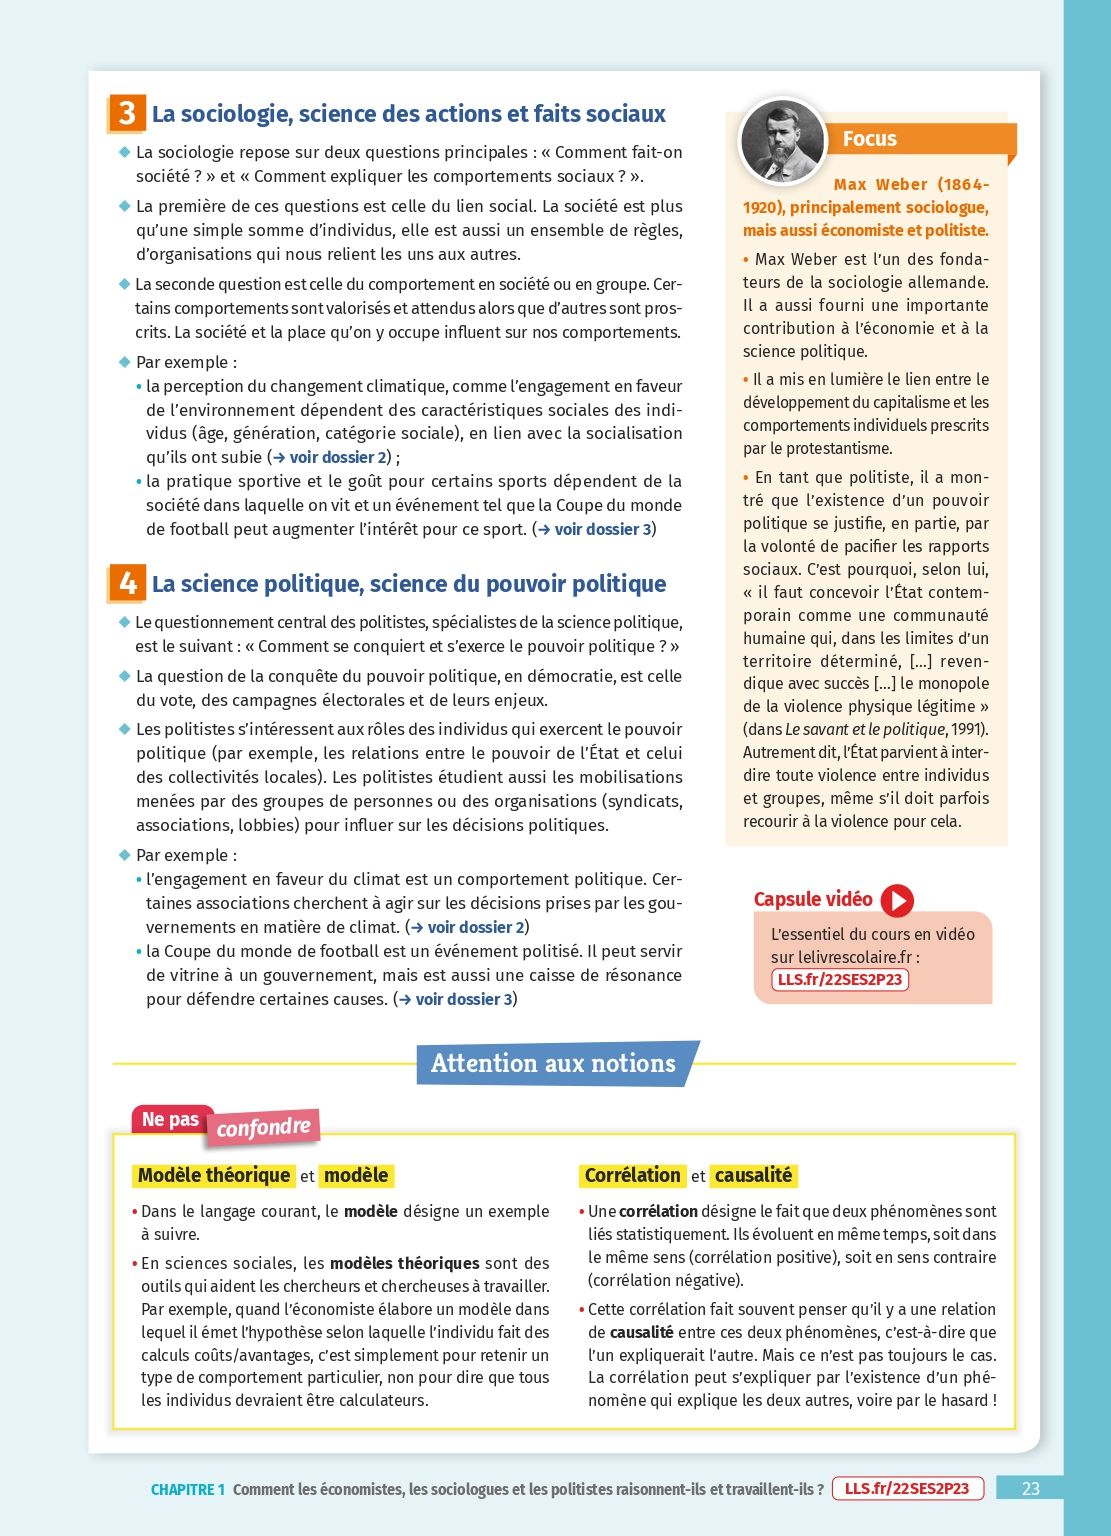 3 La sociologie, science des actions et faits sociaux
◆ La sociologie repose sur deux questions principales : « Comment fait-on
société ? » et « Comment expliquer les comportements sociaux ? ».
◆ La première de ces questions est celle du lien social. La société est plus
qu’une simple somme d’individus, elle est aussi un ensemble de règles,
d’organisations qui nous relient les uns aux autres.
◆ La seconde question est celle du comportement en société ou en groupe. Cer-
tains comportements sont valorisés et attendus alors que d’autres sont pros-
crits. La société et la place qu’on y occupe influent sur nos comportements.
◆ Par exemple :
• la perception du changement climatique, comme l’engagement en faveur
de l’environnement dépendent des caractéristiques sociales des indi-
vidus (âge, génération, catégorie sociale), en lien avec la socialisation
qu’ils ont subie (→ voir dossier 2) ;
• la pratique sportive et le goût pour certains sports dépendent de la
société dans laquelle on vit et un événement tel que la Coupe du monde
de football peut augmenter l’intérêt pour ce sport. (→ voir dossier 3)
4 La science politique, science du pouvoir politique
◆ Le questionnement central des politistes, spécialistes de la science politique,
est le suivant : « Comment se conquiert et s’exerce le pouvoir politique ? »
◆ La question de la conquête du pouvoir politique, en démocratie, est celle
du vote, des campagnes électorales et de leurs enjeux.
◆ Les politistes s’intéressent aux rôles des individus qui exercent le pouvoir
politique (par exemple, les relations entre le pouvoir de l’État et celui
des collectivités locales). Les politistes étudient aussi les mobilisations
menées par des groupes de personnes ou des organisations (syndicats,
associations, lobbies) pour influer sur les décisions politiques.
◆ Par exemple :
• l’engagement en faveur du climat est un comportement politique. Cer-
taines associations cherchent à agir sur les décisions prises par les gou-
vernements en matière de climat. (→ voir dossier 2)
• la Coupe du monde de football est un événement politisé. Il peut servir
de vitrine à un gouvernement, mais est aussi une caisse de résonance
pour défendre certaines causes. (→ voir dossier 3)
Focus
Max Weber (1864-
1920), principalement sociologue,
mais aussi économiste et politiste.
• Max Weber est l’un des fonda-
teurs de la sociologie allemande.
Il a aussi fourni une importante
contribution à l’économie et à la
science politique.
• Il a mis en lumière le lien entre le
développement du capitalisme et les
comportements individuels prescrits
par le protestantisme.
• En tant que politiste, il a mon-
tré que l’existence d’un pouvoir
politique se justifie, en partie, par
la volonté de pacifier les rapports
sociaux. C’est pourquoi, selon lui,
« il faut concevoir l’État contem-
porain comme une communauté
humaine qui, dans les limites d’un
territoire déterminé, [...] reven-
dique avec succès [...] le monopole
de la violence physique légitime »
(dans Le savant et le politique, 1991).
Autrement dit, l’État parvient à inter-
dire toute violence entre individus
et groupes, même s’il doit parfois
recourir à la violence pour cela.
Capsule vidéo
L’essentiel du cours en vidéo
sur lelivrescolaire.fr :
LLS.fr/22SES2P23
Attention aux notions
Ne pas confondre
Modèle théorique et modèle
• Dans le langage courant, le modèle désigne un exemple
à suivre.
• En sciences sociales, les modèles théoriques sont des
outils qui aident les chercheurs et chercheuses à travailler.
Par exemple, quand l’économiste élabore un modèle dans
lequel il émet l’hypothèse selon laquelle l’individu fait des
calculs coûts/avantages, c’est simplement pour retenir un
type de comportement particulier, non pour dire que tous
les individus devraient être calculateurs.
Corrélation et causalité
• Une corrélation désigne le fait que deux phénomènes sont
liés statistiquement. Ils évoluent en même temps, soit dans
le même sens (corrélation positive), soit en sens contraire
(corrélation négative).
• Cette corrélation fait souvent penser qu’il y a une relation
de causalité entre ces deux phénomènes, c’est-à-dire que
l’un expliquerait l’autre. Mais ce n’est pas toujours le cas.
La corrélation peut s’expliquer par l’existence d’un phé-
nomène qui explique les deux autres, voire par le hasard !
CHAPITRE 1 Comment les économistes, les sociologues et les politistes raisonnent-ils et travaillent-ils ? LLS.fr/22SES2P23 23